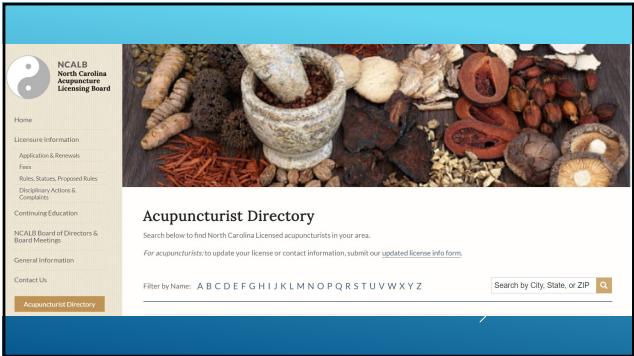 NCALB
North Carolina
Acupuncture
Licensing Board
Home
Licensure Information
Application & Renewals
Fees
Rules, Statues, Proposed Rules
Disciplinary Actions &
Complaints
Continuing Education
NCALB Board of Directors &
Board Meetings
General Information
Contact Us
Acupuncturist Directory
Acupuncturist Directory
Search below to find North Carolina Licensed acupuncturists in your area.
For acupuncturists: to update your license or contact information, submit our updated license info form.
Filter by Name: A B C D E F G H I J K L M N O P Q R S T U V W X Y Z
Search by City, State, or ZIP